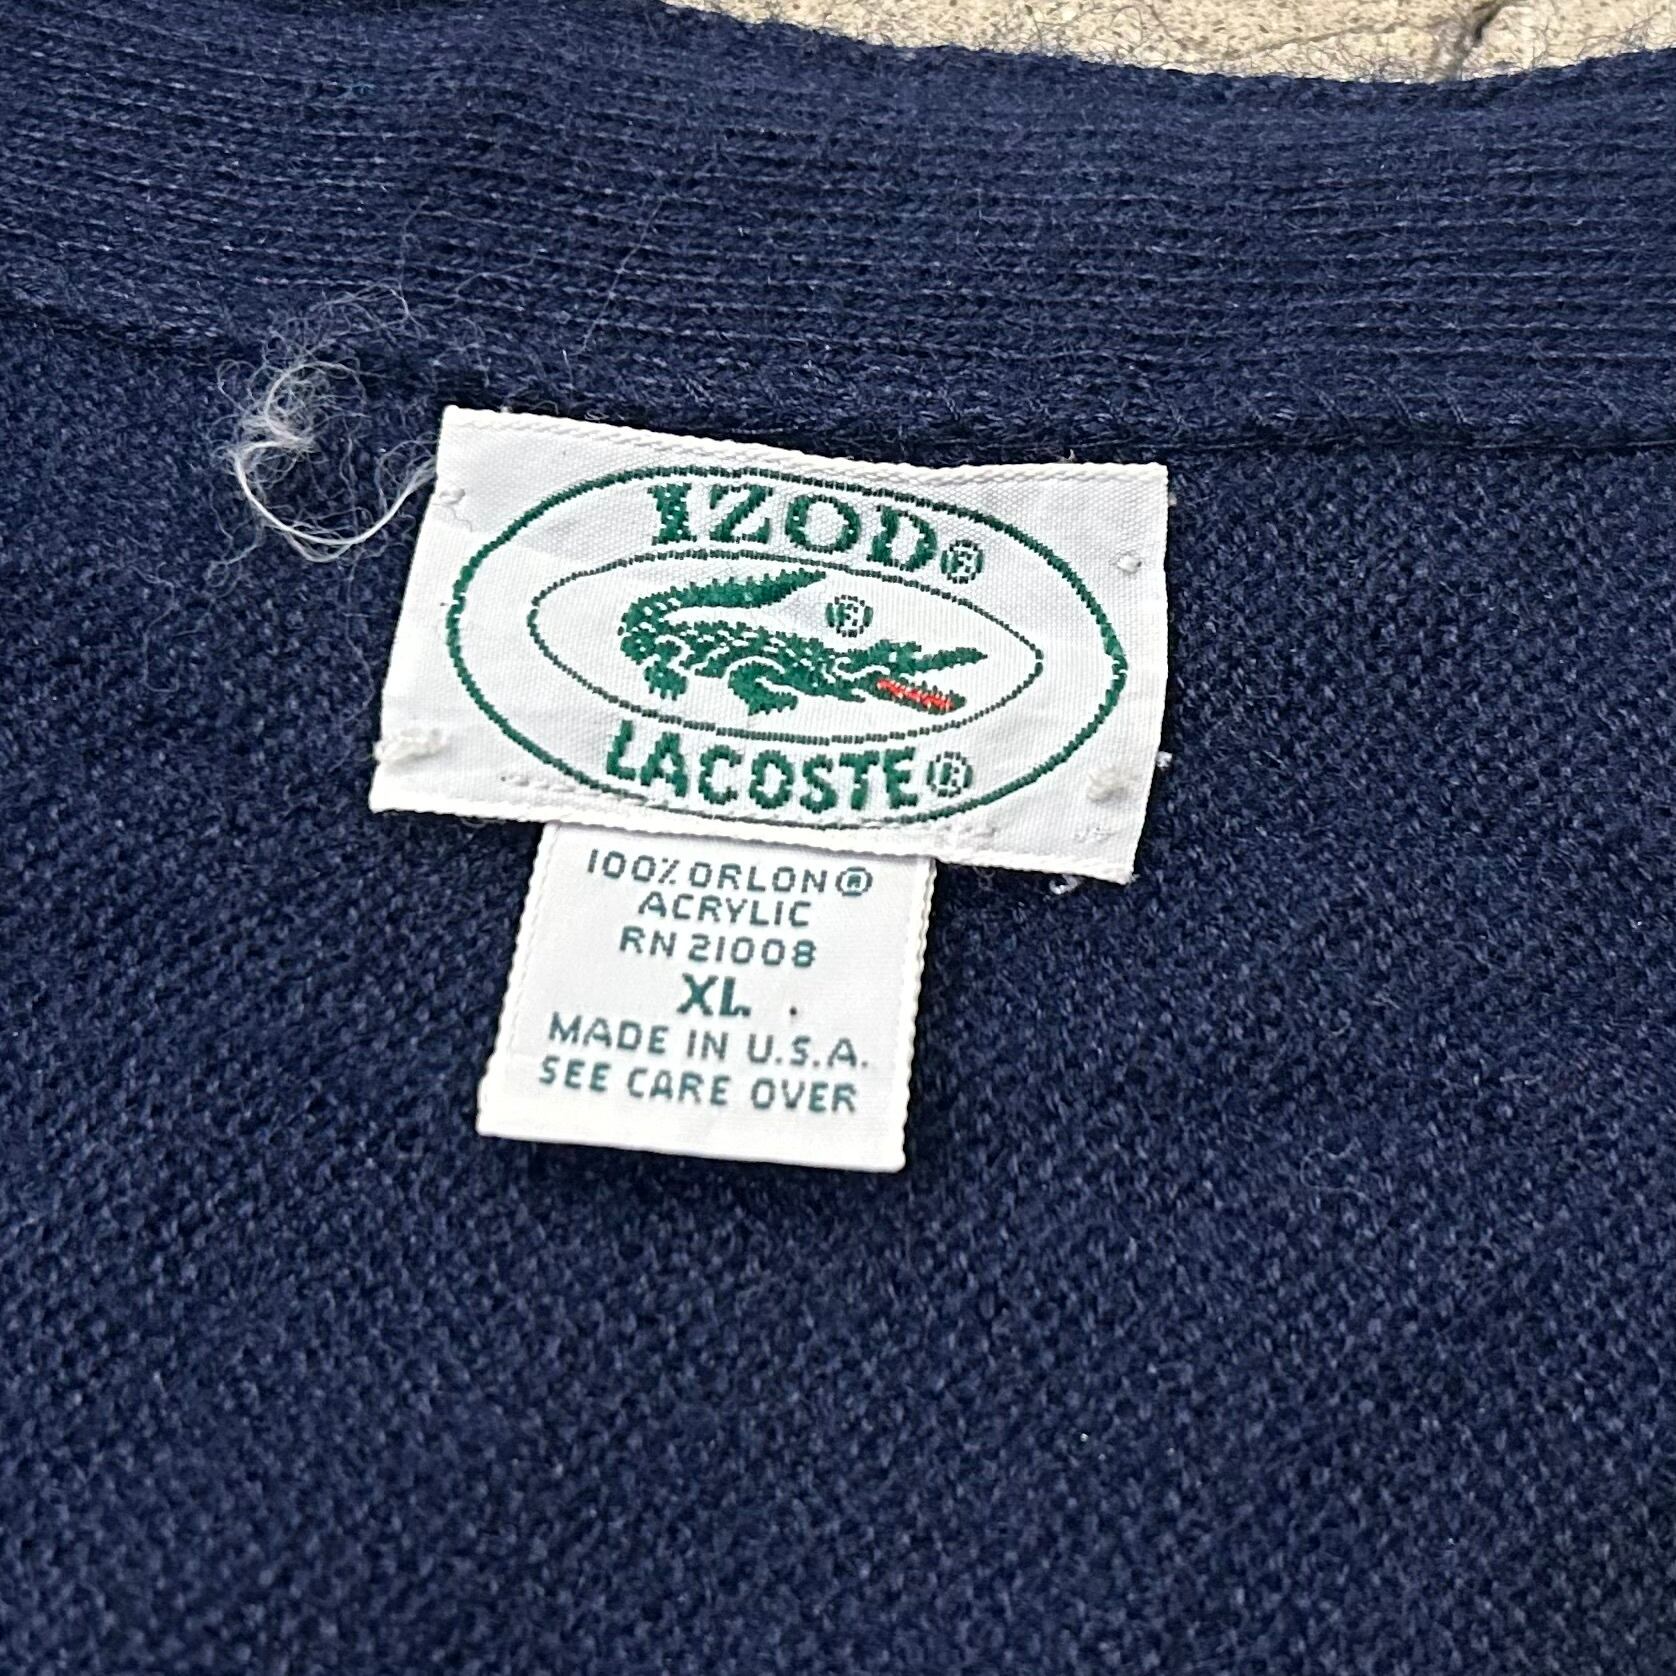 IZOD®
®
LACOSTE®
100% ORLON®
ACRYLIC
RN 21008
XL
MADE IN U.S.A.
SEE CARE OVER